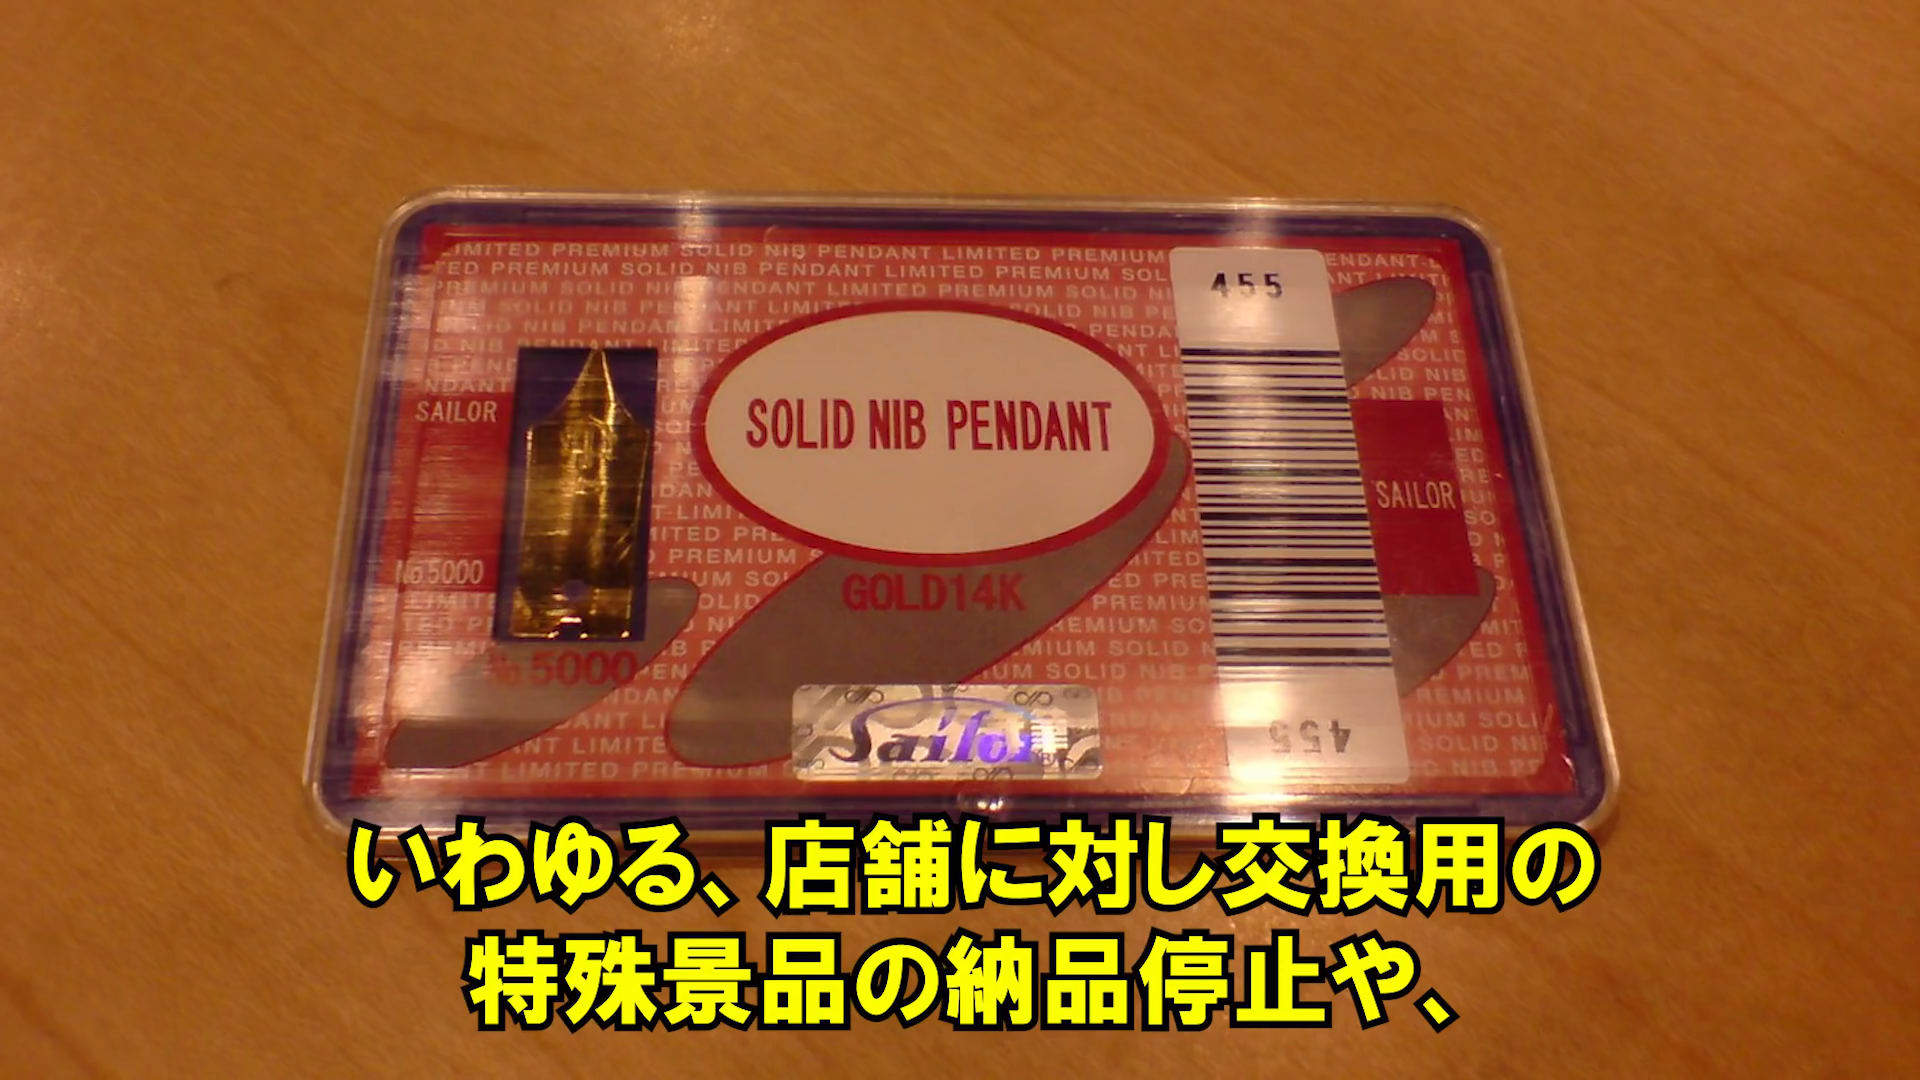 455
SAILOR
SOLID NIB PENDANT
SAILOR
No.5000
GOLD14K
No.5000
Sailor
455
LIMITED PREMIUM SOLID NIB PENDANT LIMITED PREMIUM
いわゆる、店舗に対し交換用の
特殊景品の納品停止や、